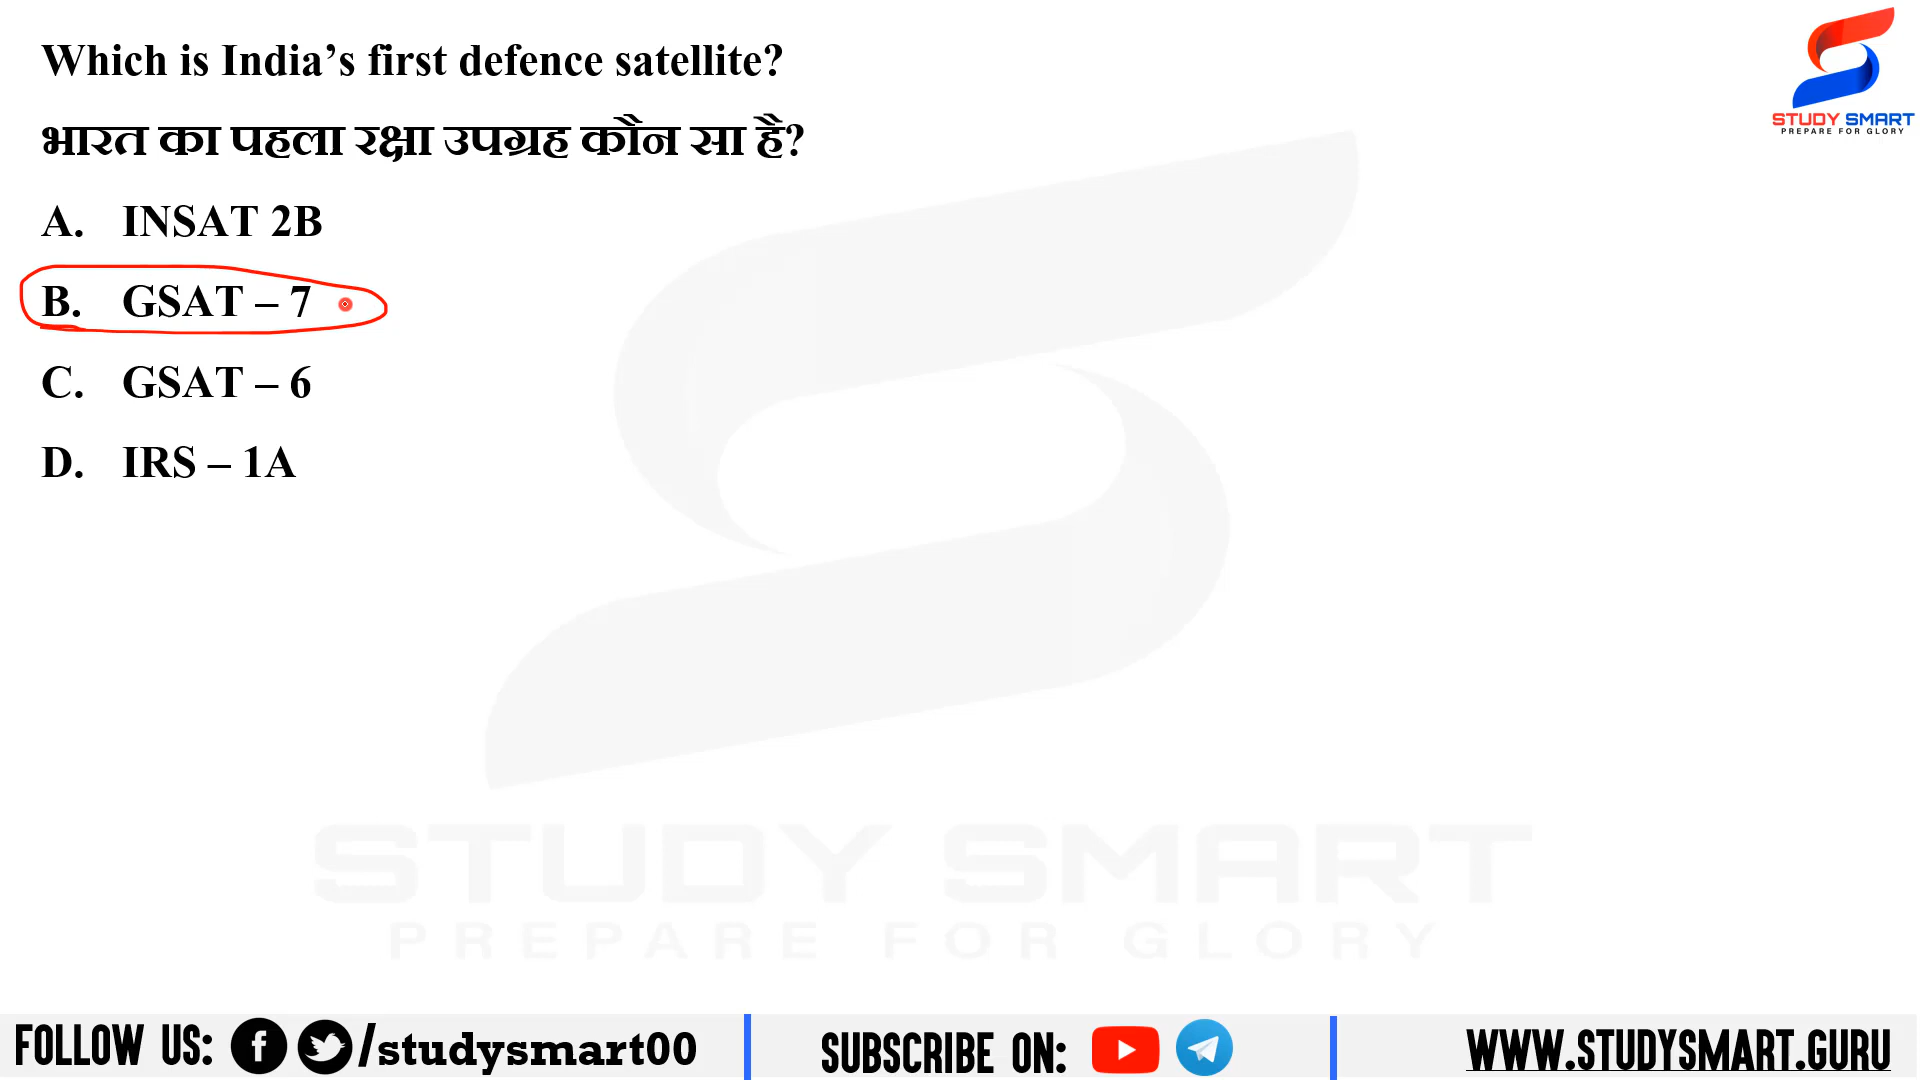 Which is India’s first defence satellite?
भारत का पहला रक्षा उपग्रह कौन सा है?
A. INSAT 2B
B. GSAT – 7
C. GSAT – 6
D. IRS – 1A
STUDY SMART
PREPARE FOR GLORY
STUDY SMART
PREPARE FOR GLORY
FOLLOW US: /studysmart00
SUBSCRIBE ON:
WWW.STUDYSMART.GURU